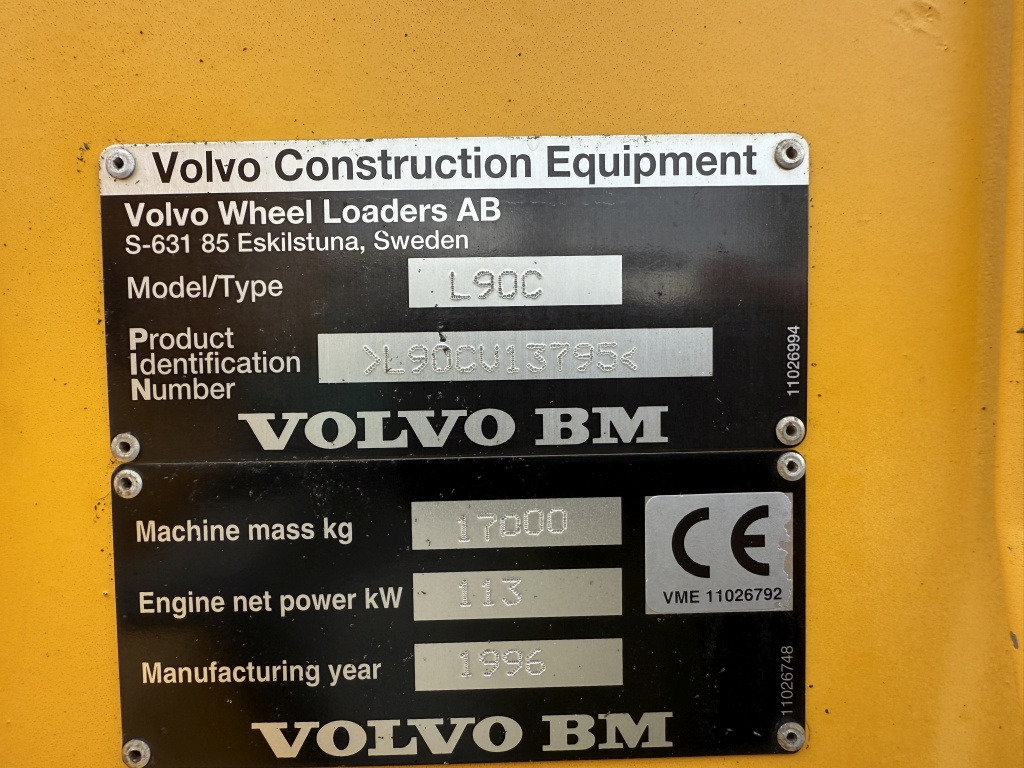 Volvo Construction Equipment
Volvo Wheel Loaders AB
S-631 85 Eskilstuna, Sweden
Model/Type L90C
Product
Identification >L90CV13795<
Number
11026994
VOLVO BM
Machine mass kg 17000
CE
VME 11026792
Engine net power kW 113
Manufacturing year 1996
11026748
VOLVO BM